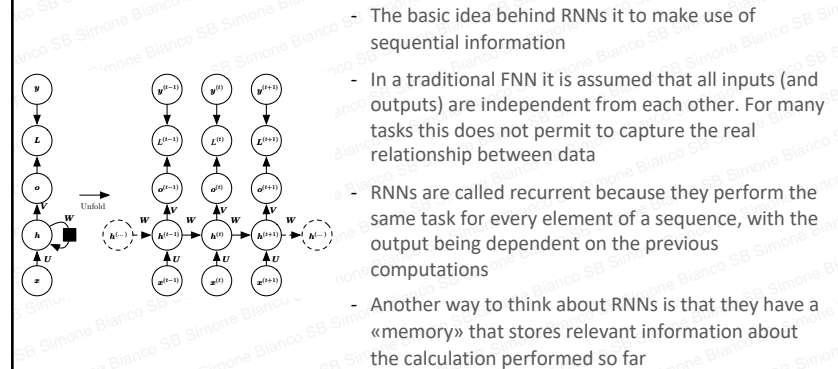 - The basic idea behind RNNs it to make use of
sequential information
- In a traditional FNN it is assumed that all inputs (and
outputs) are independent from each other. For many
tasks this does not permit to capture the real
relationship between data
- RNNs are called recurrent because they perform the
same task for every element of a sequence, with the
output being dependent on the previous
computations
- Another way to think about RNNs is that they have a
«memory» that stores relevant information about
the calculation performed so far
y y^(t-1) y^(t) y^(t+1)
L L^(t-1) L^(t) L^(t+1)
o o^(t-1) o^(t) o^(t+1)
Unfold
V V V V
W W W W W
h h^(...) h^(t-1) h^(t) h^(t+1) h^(...)
U U U U
x x^(t-1) x^(t) x^(t+1)
Simone Bianco SB